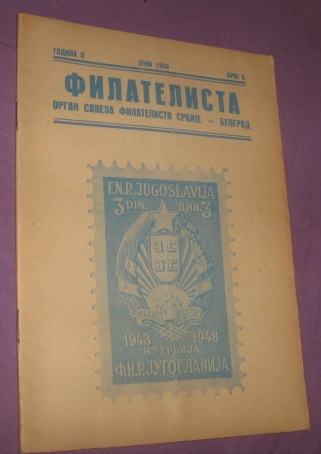 ГОДИНА II ЈУНИ 1950 БРОЈ 6
ФИЛАТЕЛИСТА
ОРГАН САВЕЗА ФИЛАТЕЛИСТА СРБИЈЕ – БЕОГРАД
F.N.R. JUGOSLAVIJA
3 DIN. ДИН. 3
1943 1948
Н.Р. СРБИЈА
Ф.Н.Р. ЈУГОСЛАВИЈА